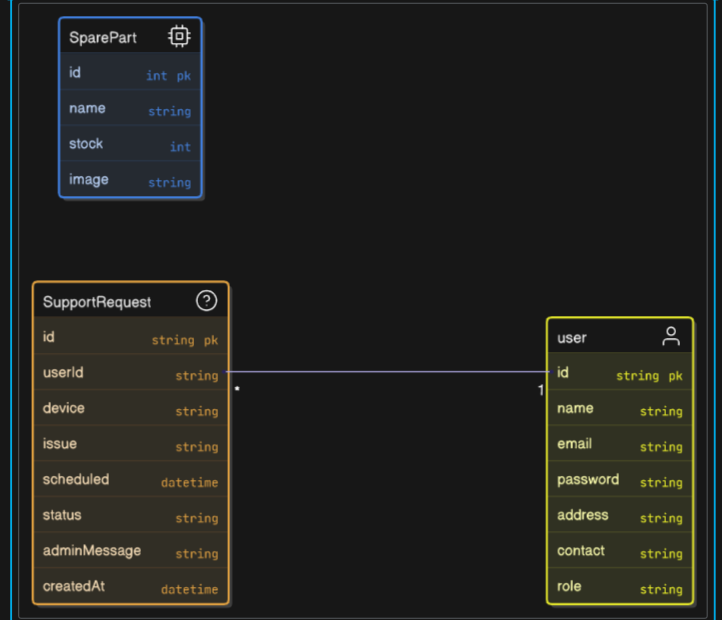 SparePart
id int pk
name string
stock int
image string
SupportRequest
id string pk
userId string
device string
issue string
scheduled datetime
status string
adminMessage string
createdAt datetime
* 1
user
id string pk
name string
email string
password string
address string
contact string
role string